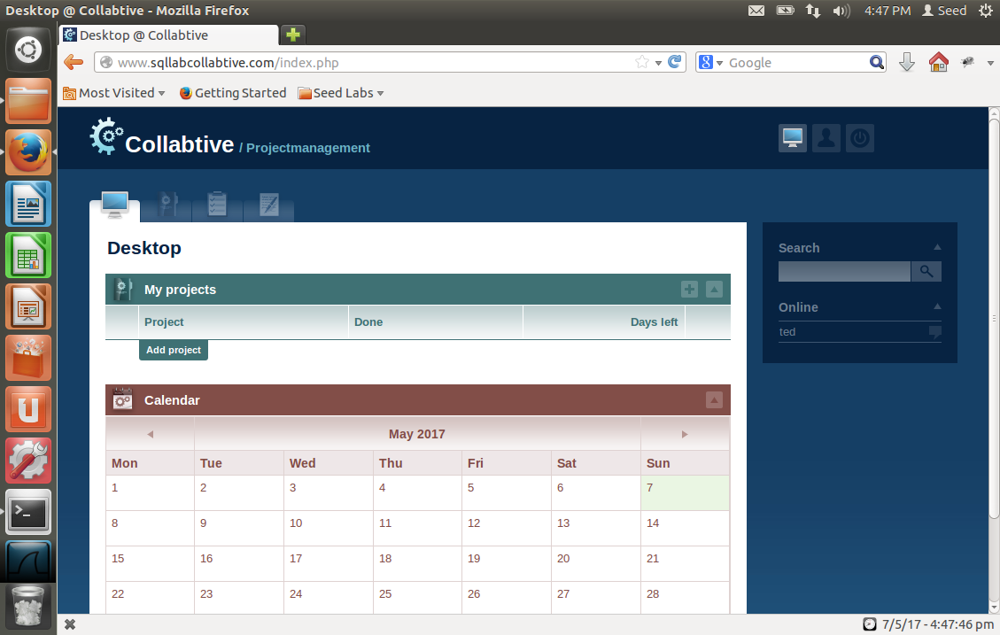 Desktop @ Collabtive - Mozilla Firefox
4:47 PM Seed
Desktop @ Collabtive
www.sqllabcollabtive.com/index.php
Google
Most Visited Getting Started Seed Labs
Collabtive / Projectmanagement
Desktop
My projects
Project Done Days left
Add project
Calendar
May 2017
Mon Tue Wed Thu Fri Sat Sun
1 2 3 4 5 6 7
8 9 10 11 12 13 14
15 16 17 18 19 20 21
22 23 24 25 26 27 28
Search
Online
ted
7/5/17 - 4:47:46 pm